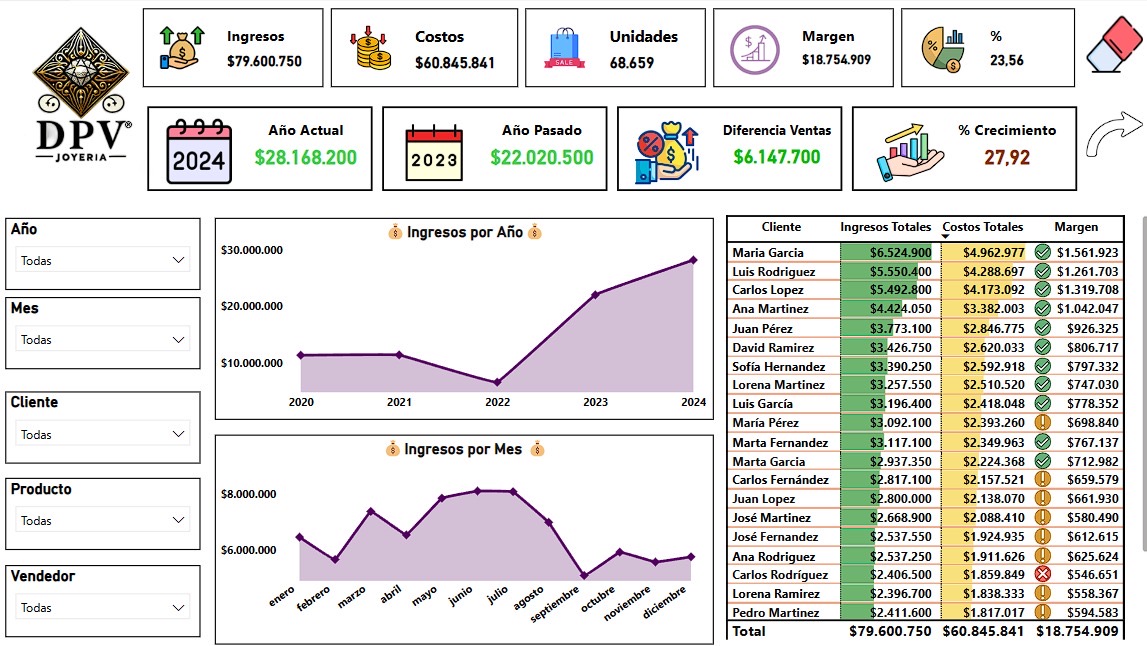 DPV®
JOYERIA
Ingresos
$79.600.750
Costos
$60.845.841
SALE
Unidades
68.659
Margen
$18.754.909
%
23,56
2024
Año Actual
$28.168.200
2023
Año Pasado
$22.020.500
Diferencia Ventas
$6.147.700
% Crecimiento
27,92
Año
Todas
Mes
Todas
Cliente
Todas
Producto
Todas
Vendedor
Todas
Ingresos por Año
$30.000.000
$20.000.000
$10.000.000
2020 2021 2022 2023 2024
Ingresos por Mes
$8.000.000
$6.000.000
enero febrero marzo abril mayo junio julio agosto septiembre octubre noviembre diciembre
Cliente Ingresos Totales Costos Totales Margen
Maria Garcia $6.524.900 $4.962.977 $1.561.923
Luis Rodriguez $5.550.400 $4.288.697 $1.261.703
Carlos Lopez $5.492.800 $4.173.092 $1.319.708
Ana Martinez $4.424.050 $3.382.003 $1.042.047
Juan Pérez $3.773.100 $2.846.775 $926.325
David Ramirez $3.426.750 $2.620.033 $806.717
Sofía Hernandez $3.390.250 $2.592.918 $797.332
Lorena Martinez $3.257.550 $2.510.520 $747.030
Luis García $3.196.400 $2.418.048 $778.352
María Pérez $3.092.100 $2.393.260 $698.840
Marta Fernandez $3.117.100 $2.349.963 $767.137
Marta Garcia $2.937.350 $2.224.368 $712.982
Carlos Fernández $2.817.100 $2.157.521 $659.579
Juan Lopez $2.800.000 $2.138.070 $661.930
José Martinez $2.668.900 $2.088.410 $580.490
José Fernandez $2.537.550 $1.924.935 $612.615
Ana Rodriguez $2.537.250 $1.911.626 $625.624
Carlos Rodríguez $2.406.500 $1.859.849 $546.651
Lorena Ramirez $2.396.700 $1.838.333 $558.367
Pedro Martinez $2.411.600 $1.817.017 $594.583
Total $79.600.750 $60.845.841 $18.754.909